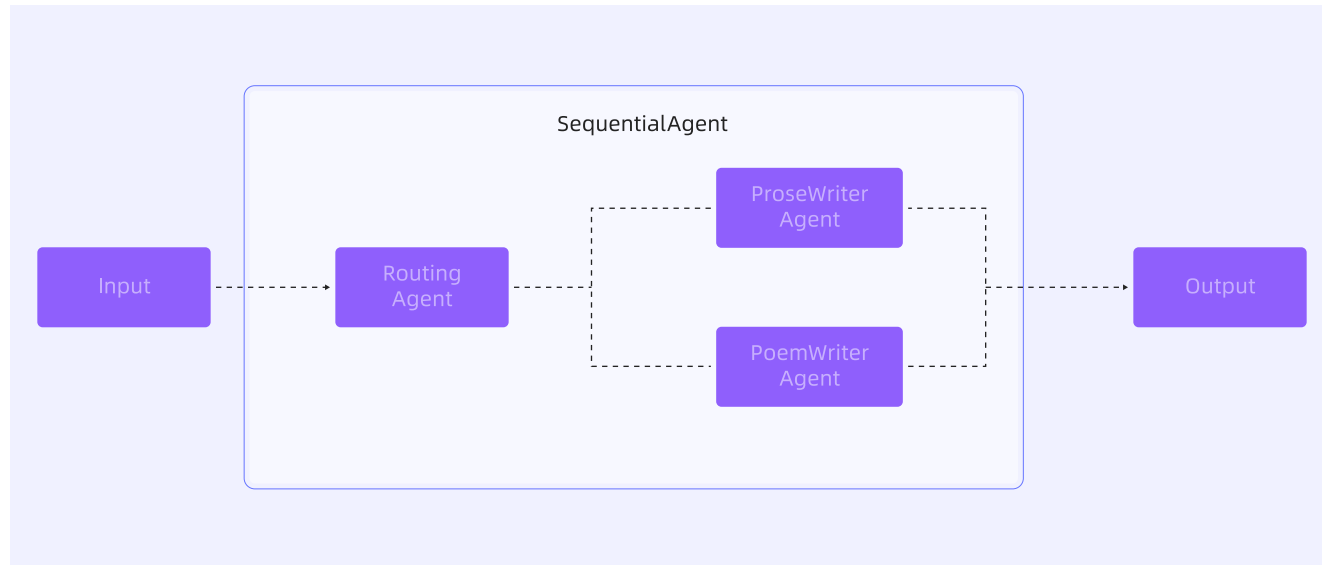 SequentialAgent
Input
Routing
Agent
ProseWriter
Agent
PoemWriter
Agent
Output